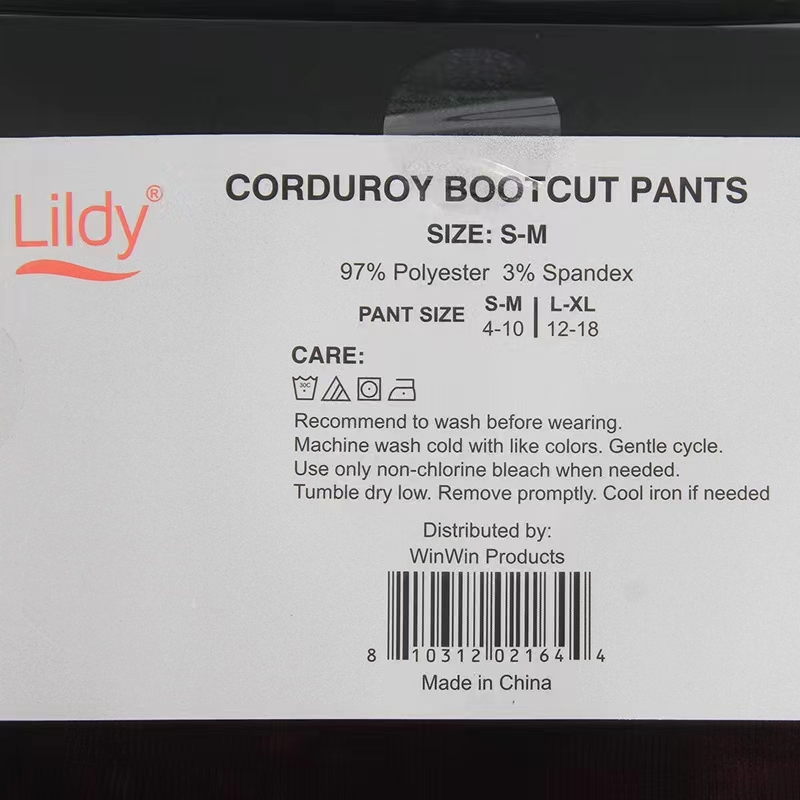 Lildy®
CORDUROY BOOTCUT PANTS
SIZE: S-M
97% Polyester 3% Spandex
PANT SIZE S-M | L-XL
4-10 | 12-18
CARE:
30C
Recommend to wash before wearing.
Machine wash cold with like colors. Gentle cycle.
Use only non-chlorine bleach when needed.
Tumble dry low. Remove promptly. Cool iron if needed
Distributed by:
WinWin Products
8 10312 02164 4
Made in China